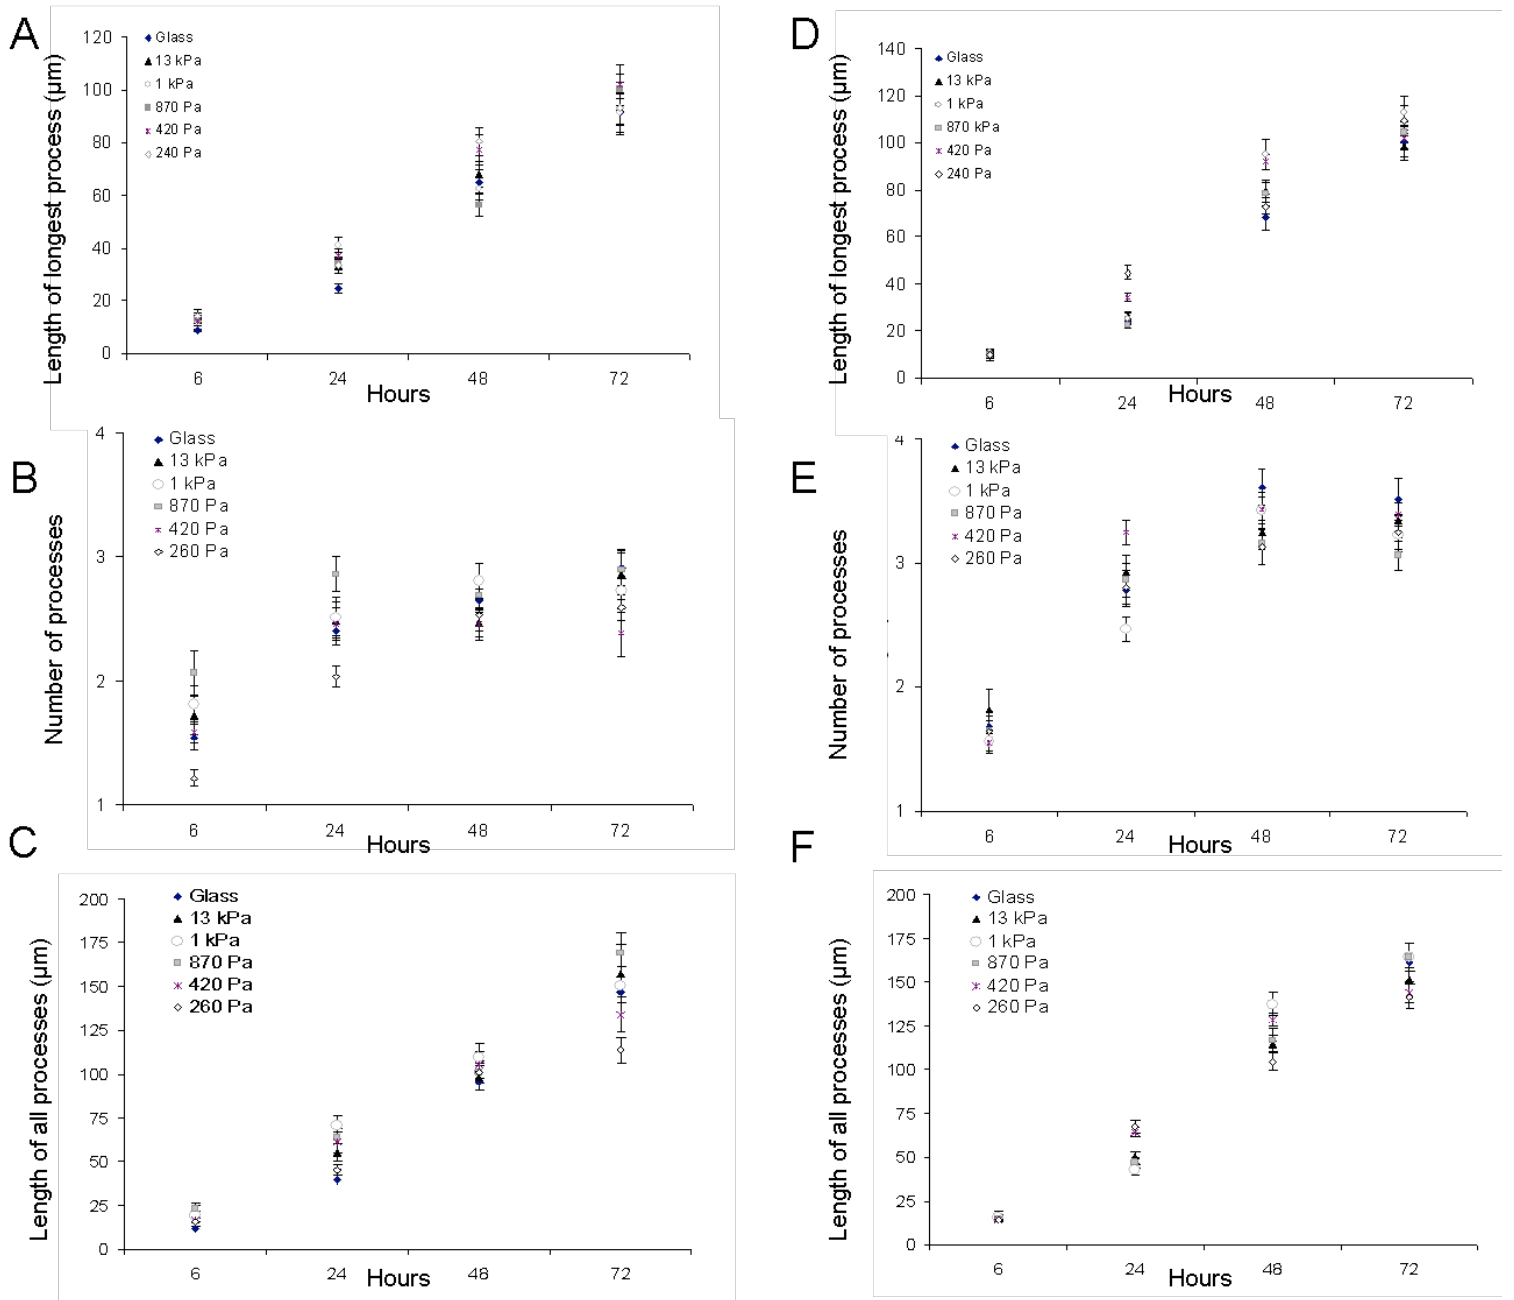 A
Length of longest process (µm)
120
100
80
60
40
20
0
Glass
13 kPa
1 kPa
870 Pa
420 Pa
240 Pa
6
24
48
72
Hours
D
Length of longest process (µm)
140
120
100
80
60
40
20
0
Glass
13 kPa
1 kPa
870 kPa
420 Pa
240 Pa
6
24
48
72
Hours
B
Number of processes
4
3
2
1
Glass
13 kPa
1 kPa
870 Pa
420 Pa
260 Pa
6
24
48
72
Hours
E
Number of processes
4
3
2
1
Glass
13 kPa
1 kPa
870 Pa
420 Pa
260 Pa
6
24
48
72
Hours
C
Length of all processes (µm)
200
175
150
125
100
75
50
25
0
Glass
13 kPa
1 kPa
870 Pa
420 Pa
260 Pa
6
24
48
72
Hours
F
Length of all processes (µm)
200
175
150
125
100
75
50
25
0
Glass
13 kPa
1 kPa
870 Pa
420 Pa
260 Pa
6
24
48
72
Hours